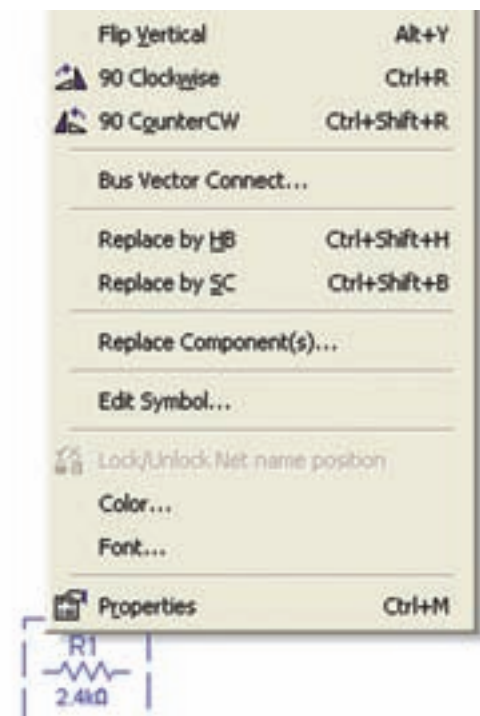 Flip Vertical Alt+Y
90 Clockwise Ctrl+R
90 CounterCW Ctrl+Shift+R
Bus Vector Connect...
Replace by HB Ctrl+Shift+H
Replace by SC Ctrl+Shift+B
Replace Component(s)...
Edit Symbol...
Lock/Unlock Net name position
Color...
Font...
Properties Ctrl+M
R1
2.4kΩ